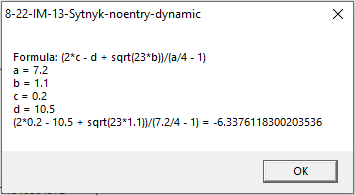 8-22-IM-13-Sytnyk-noentry-dynamic
Formula: (2*c - d + sqrt(23*b))/(a/4 - 1)
a = 7.2
b = 1.1
c = 0.2
d = 10.5
(2*0.2 - 10.5 + sqrt(23*1.1))/(7.2/4 - 1) = -6.3376118300203536
OK